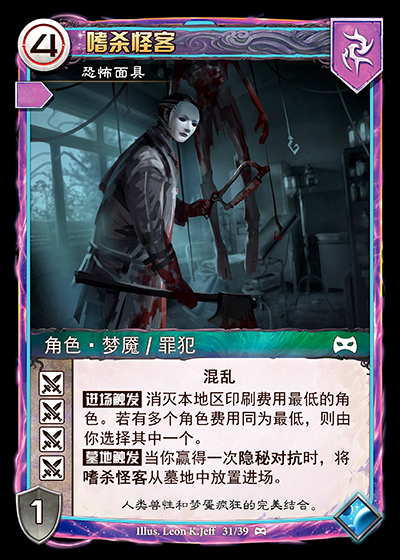 4
嗜杀怪客
恐怖面具
角色·梦魇/罪犯
混乱
进场触发 消灭本地区印刷费用最低的角
色。若有多个角色费用同为最低，则由
你选择其中一个。
墓地触发 当你赢得一次隐秘对抗时，将
嗜杀怪客从墓地中放置进场。
人类兽性和梦魇疯狂的完美结合。
1
Illus. Leon K.Jeff 31/39